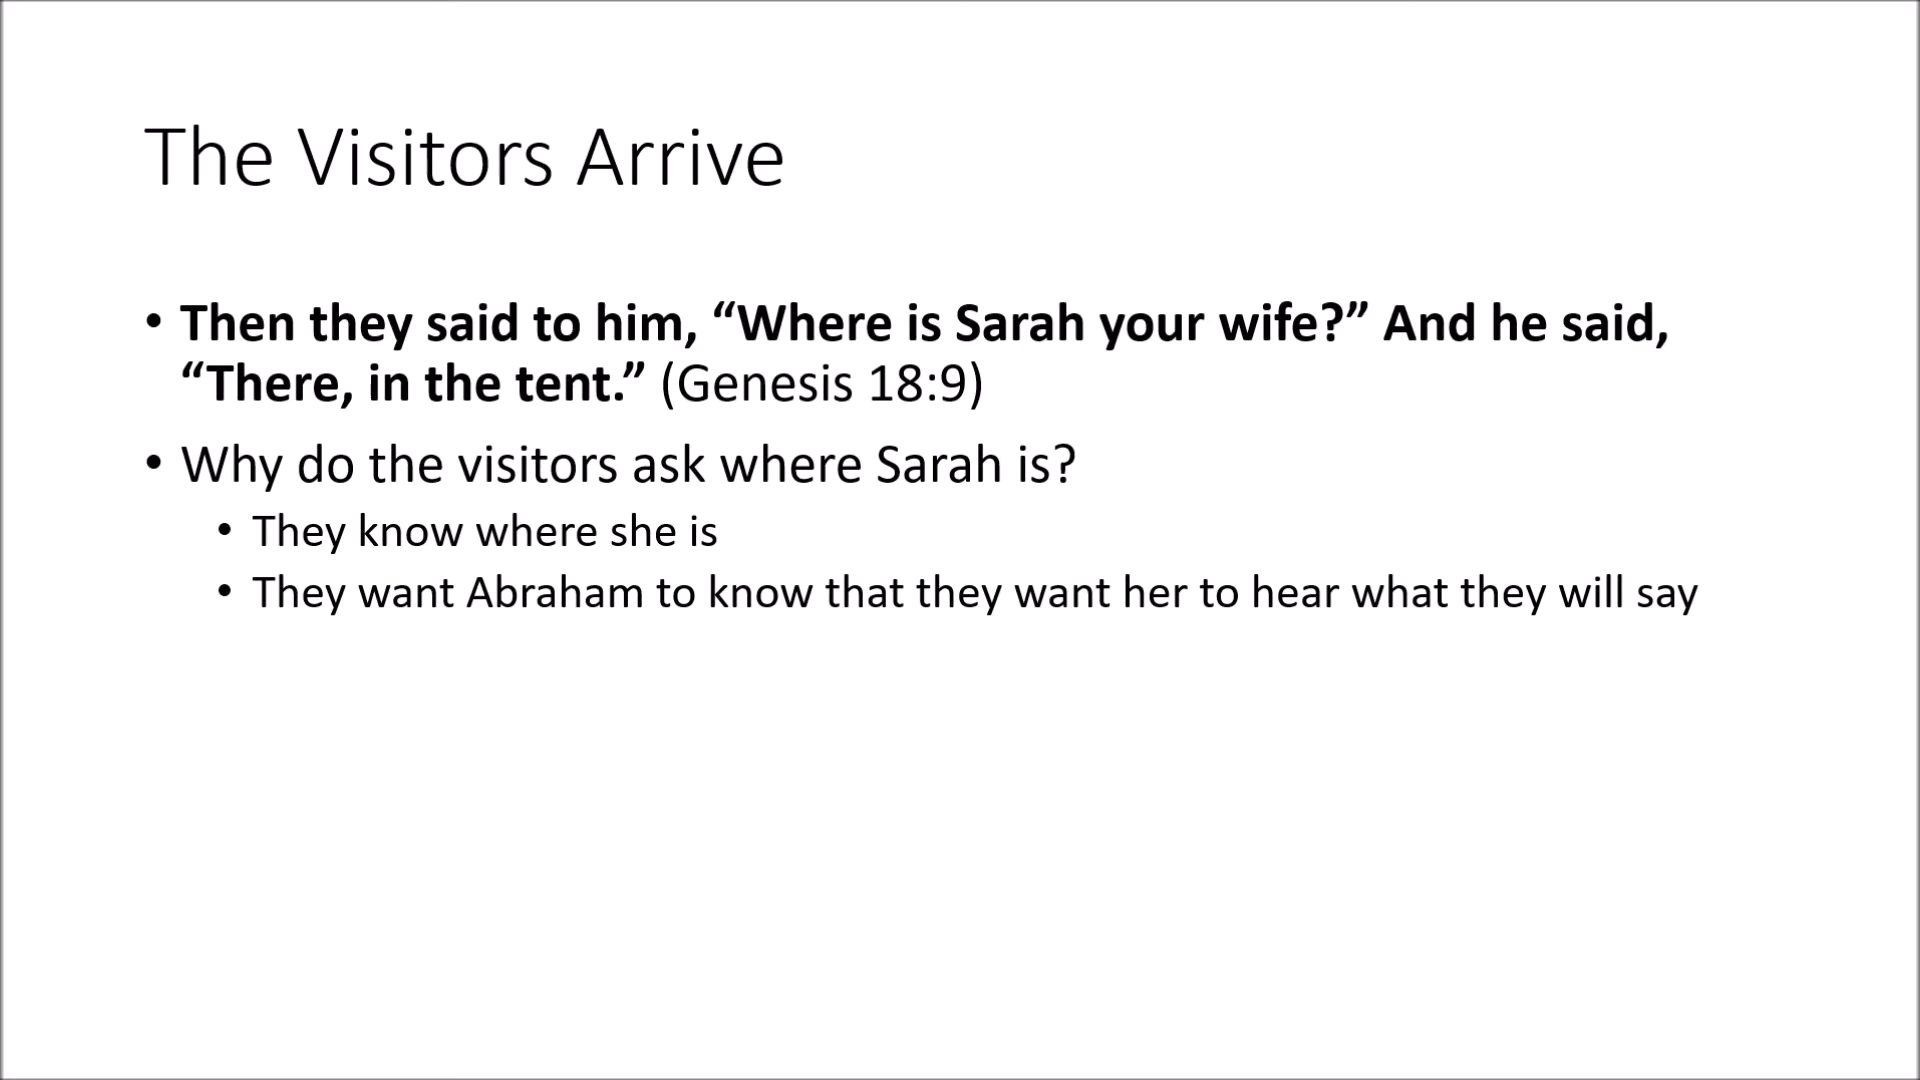 The Visitors Arrive
• Then they said to him, “Where is Sarah your wife?” And he said,
“There, in the tent.” (Genesis 18:9)
• Why do the visitors ask where Sarah is?
• They know where she is
• They want Abraham to know that they want her to hear what they will say